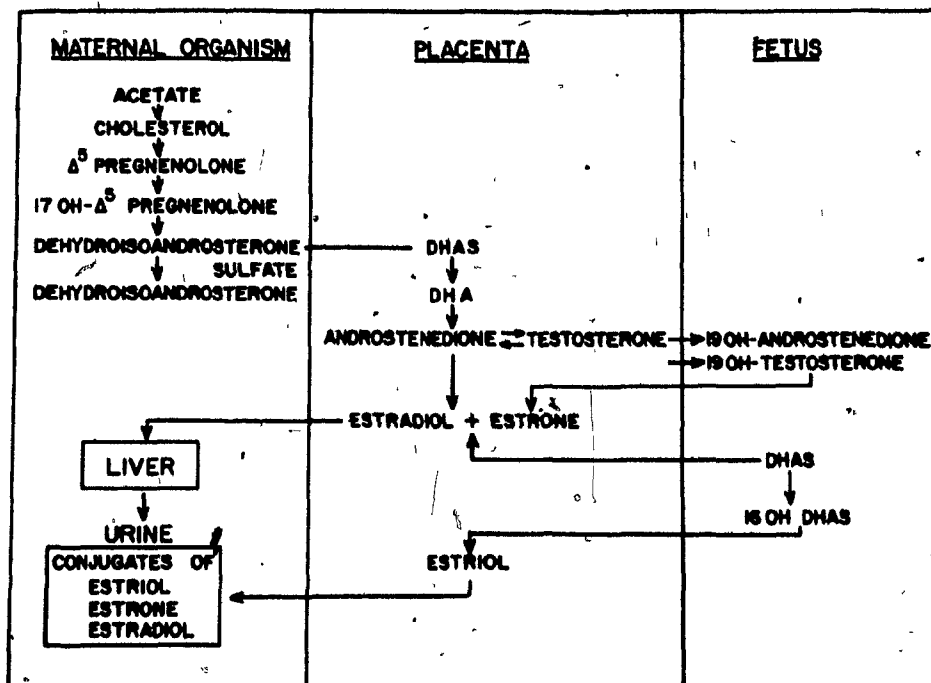 MATERNAL ORGANISM
ACETATE
CHOLESTEROL
Δ⁵ PREGNENOLONE
17 OH-Δ⁵ PREGNENOLONE
DEHYDROISOANDROSTERONE
SULFATE
DEHYDROISOANDROSTERONE
LIVER
URINE
CONJUGATES OF
ESTRIOL
ESTRONE
ESTRADIOL
PLACENTA
DHAS
DHA
ANDROSTENEDIONE ⇄ TESTOSTERONE
ESTRADIOL + ESTRONE
ESTRIOL
FETUS
19 OH-ANDROSTENEDIONE
19 OH-TESTOSTERONE
DHAS
16 OH DHAS